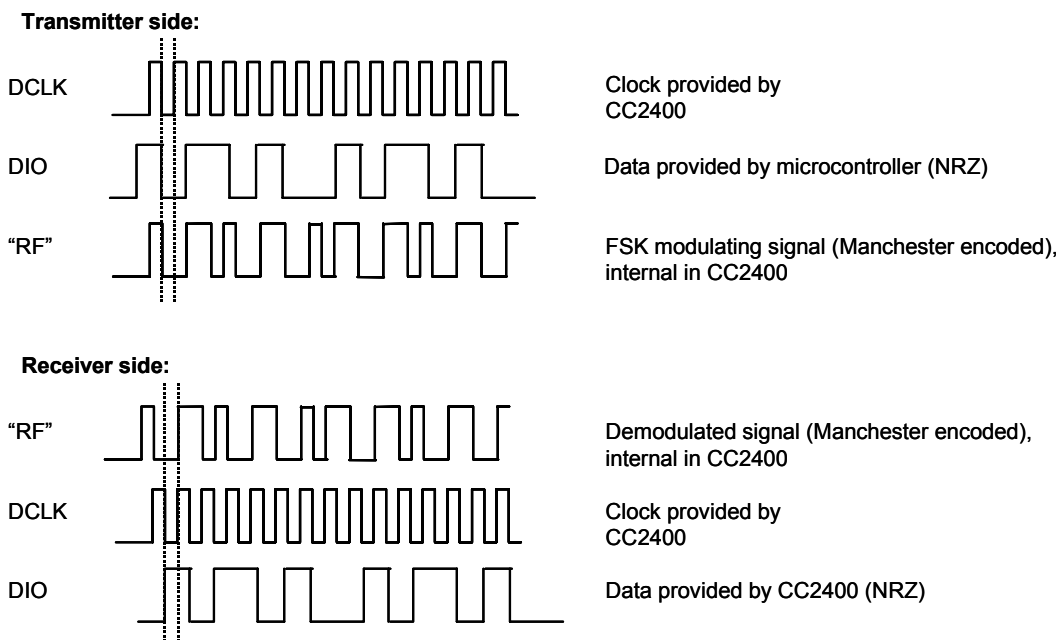 Transmitter side:
DCLK
Clock provided by
CC2400
DIO
Data provided by microcontroller (NRZ)
“RF”
FSK modulating signal (Manchester encoded),
internal in CC2400
Receiver side:
“RF”
Demodulated signal (Manchester encoded),
internal in CC2400
DCLK
Clock provided by
CC2400
DIO
Data provided by CC2400 (NRZ)